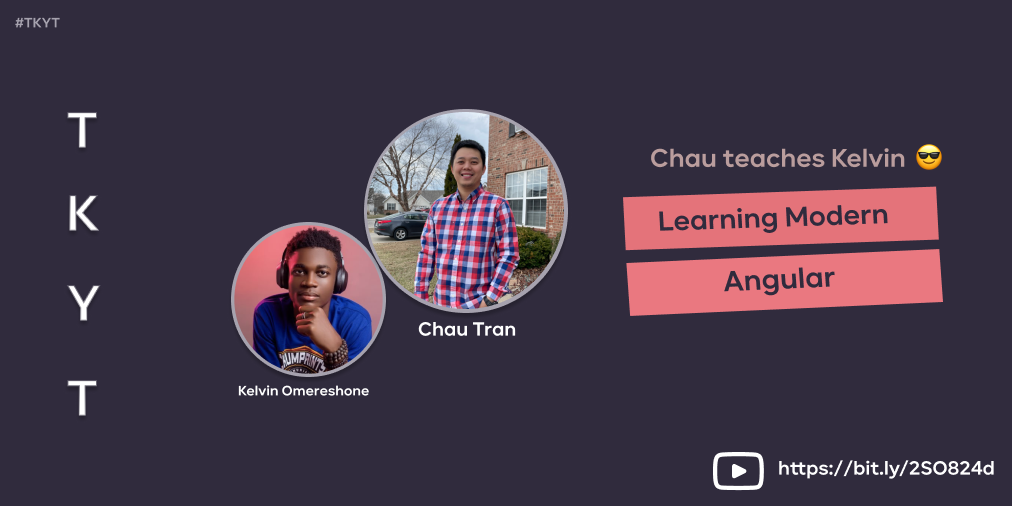 #TKYT
T
K
Y
T
Chau Tran
Kelvin Omereshone
Chau teaches Kelvin 😎
Learning Modern
Angular
https://bit.ly/2SO824d